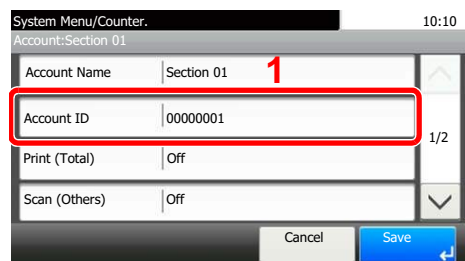 System Menu/Counter. 10:10
Account:Section 01
Account Name Section 01 1
Account ID 00000001
1/2
Print (Total) Off
Scan (Others) Off
Cancel Save